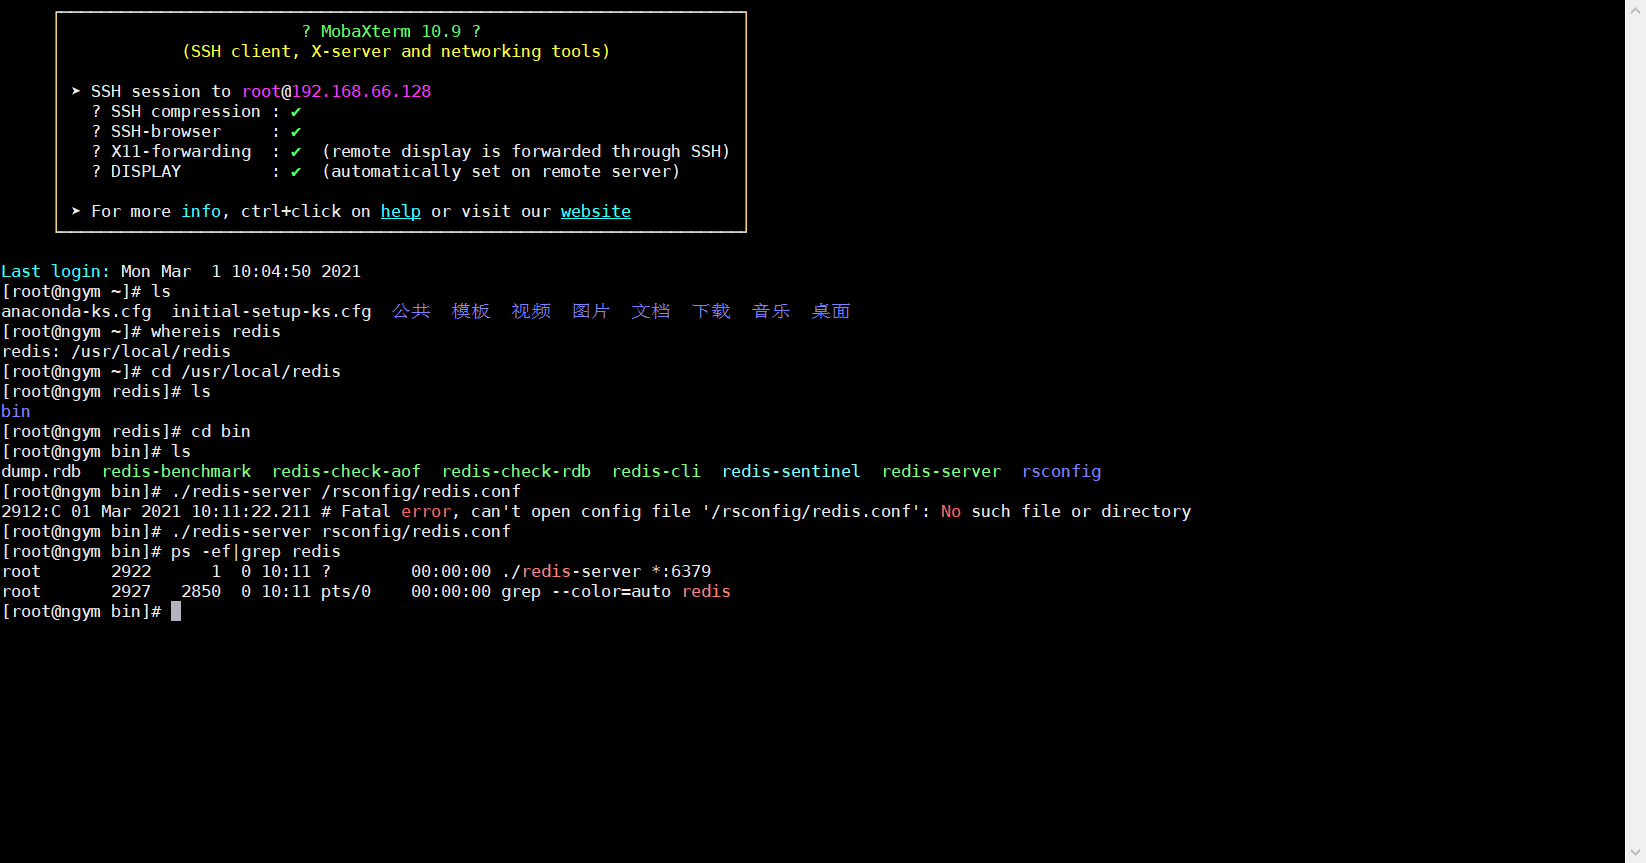 ? MobaXterm 10.9 ?
(SSH client, X-server and networking tools)
➤ SSH session to root@192.168.66.128
? SSH compression : ✔
? SSH-browser     : ✔
? X11-forwarding  : ✔  (remote display is forwarded through SSH)
? DISPLAY         : ✔  (automatically set on remote server)
➤ For more info, ctrl+click on help or visit our website
Last login: Mon Mar  1 10:04:50 2021
[root@ngym ~]# ls
anaconda-ks.cfg  initial-setup-ks.cfg  公共  模板  视频  图片  文档  下载  音乐  桌面
[root@ngym ~]# whereis redis
redis: /usr/local/redis
[root@ngym ~]# cd /usr/local/redis
[root@ngym redis]# ls
bin
[root@ngym redis]# cd bin
[root@ngym bin]# ls
dump.rdb  redis-benchmark  redis-check-aof  redis-check-rdb  redis-cli  redis-sentinel  redis-server  rsconfig
[root@ngym bin]# ./redis-server /rsconfig/redis.conf
2912:C 01 Mar 2021 10:11:22.211 # Fatal error, can't open config file '/rsconfig/redis.conf': No such file or directory
[root@ngym bin]# ./redis-server rsconfig/redis.conf
[root@ngym bin]# ps -ef|grep redis
root       2922      1  0 10:11 ?        00:00:00 ./redis-server *:6379
root       2927   2850  0 10:11 pts/0    00:00:00 grep --color=auto redis
[root@ngym bin]#